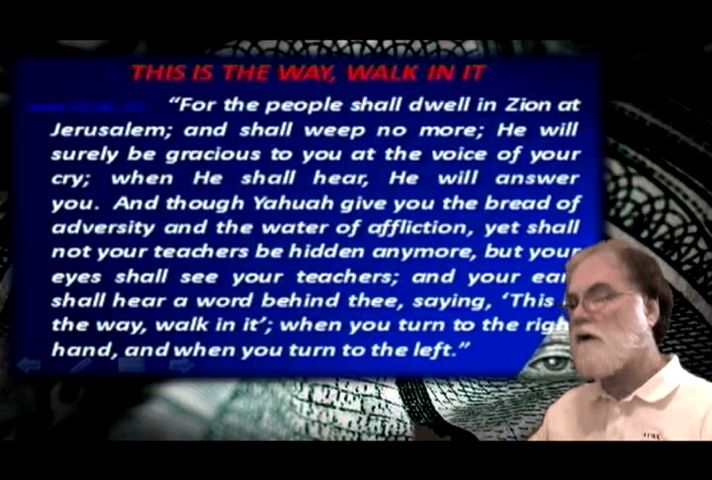 THIS IS THE WAY, WALK IN IT
“For the people shall dwell in Zion at
Jerusalem; and shall weep no more; He will
surely be gracious to you at the voice of your
cry; when He shall hear, He will answer
you. And though Yahuah give you the bread of
adversity and the water of affliction, yet shall
not your teachers be hidden anymore, but your
eyes shall see your teachers; and your ear
shall hear a word behind thee, saying, ‘This
the way, walk in it’; when you turn to the righ
hand, and when you turn to the left.”